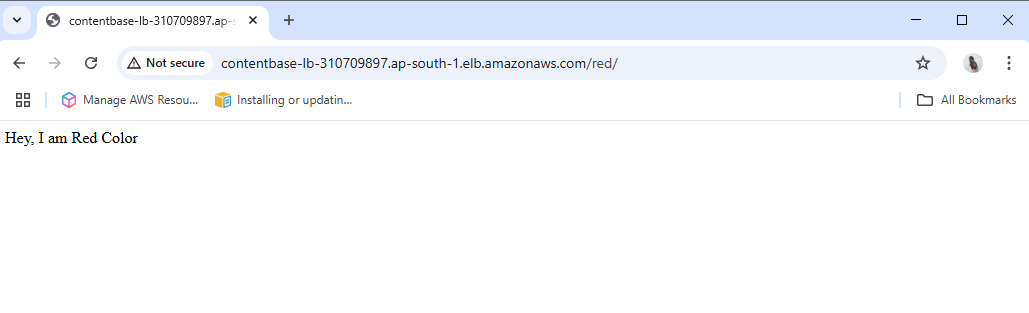 contentbase-lb-310709897.ap-s
Not secure
contentbase-lb-310709897.ap-south-1.elb.amazonaws.com/red/
Manage AWS Resou...
Installing or updatin...
All Bookmarks
Hey, I am Red Color